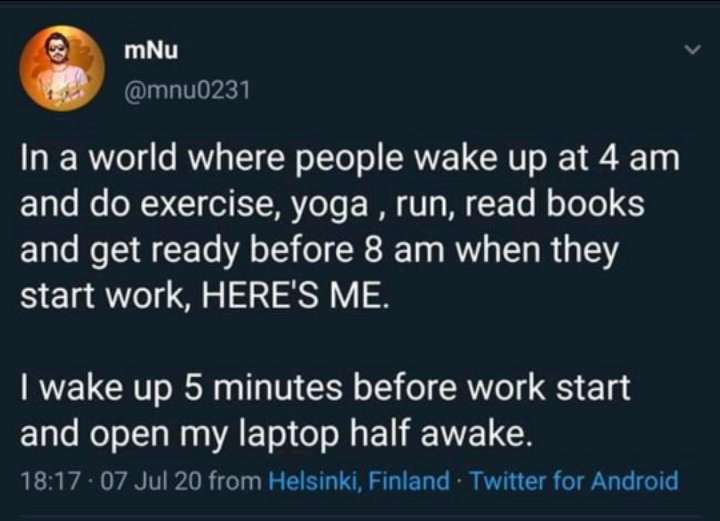 mNu
@mnu0231
In a world where people wake up at 4 am
and do exercise, yoga , run, read books
and get ready before 8 am when they
start work, HERE'S ME.
I wake up 5 minutes before work start
and open my laptop half awake.
18:17 · 07 Jul 20 from Helsinki, Finland · Twitter for Android